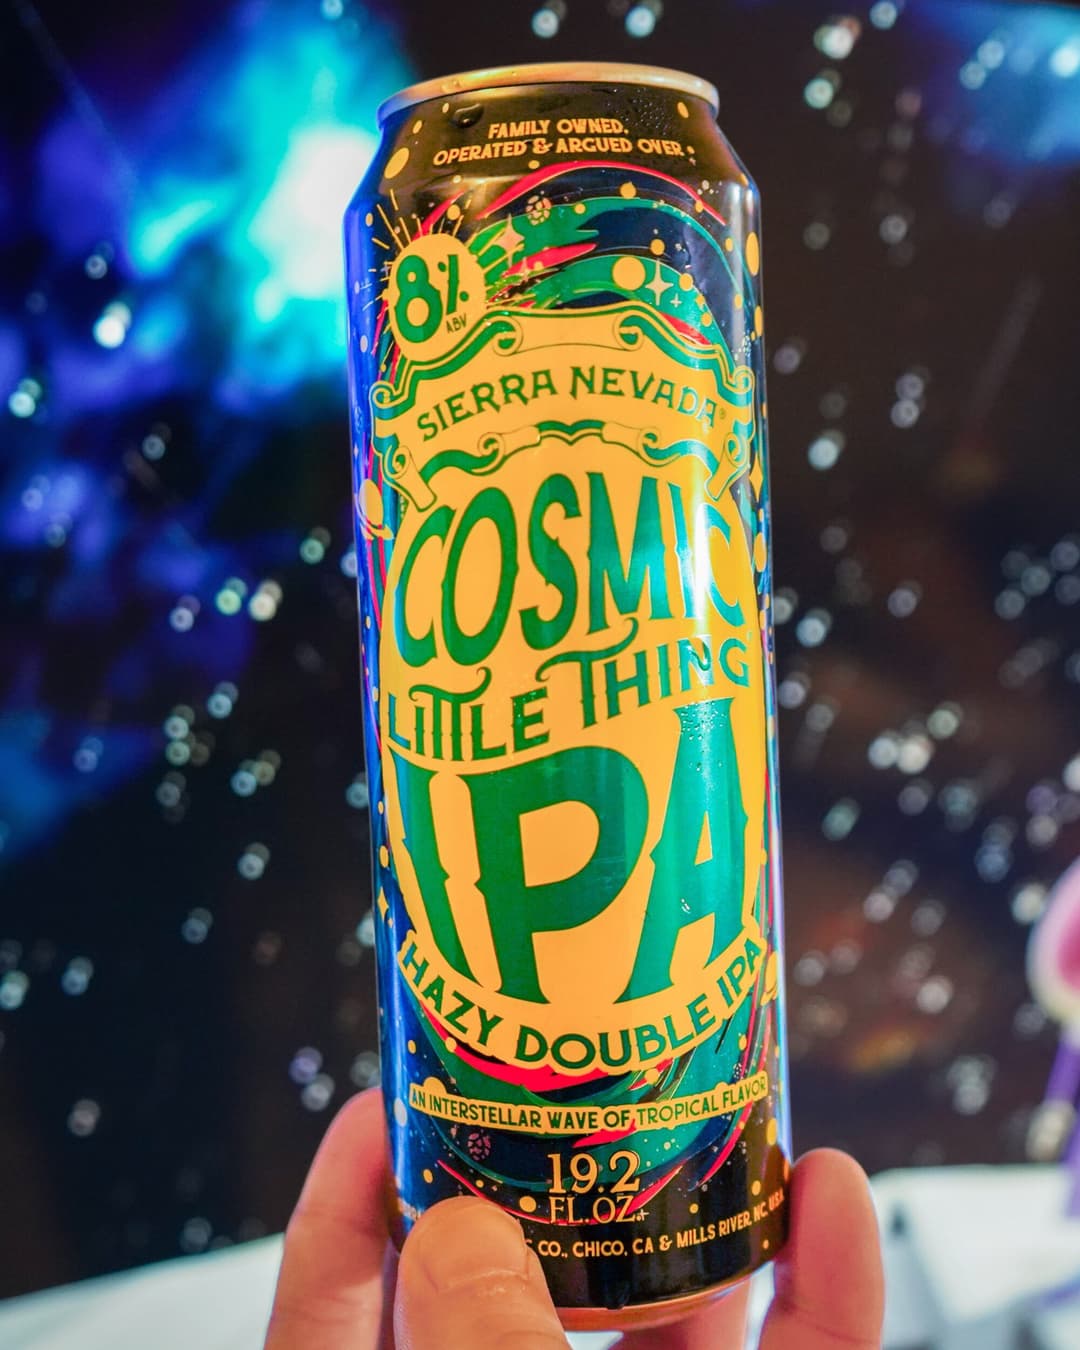 FAMILY OWNED,
OPERATED & ARGUED OVER
8% ABV
SIERRA NEVADA®
COSMIC
LITTLE THING
IPA
HAZY DOUBLE IPA
AN INTERSTELLAR WAVE OF TROPICAL FLAVOR
19.2
FL. OZ.
CO., CHICO, CA & MILLS RIVER, NC, USA